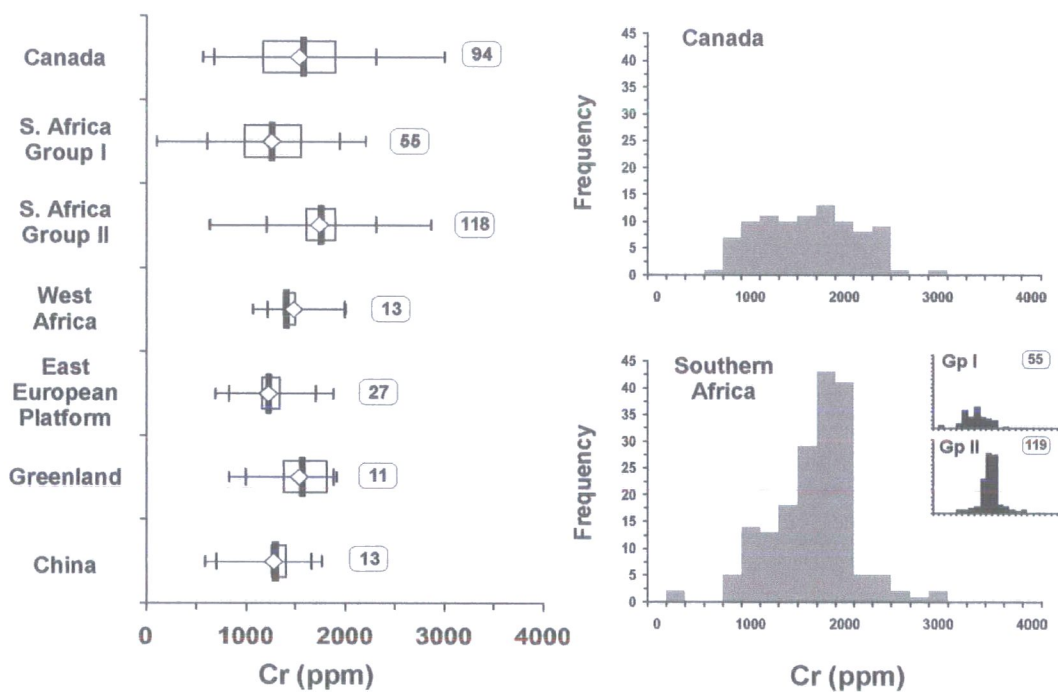 Canada
94
S. Africa
Group I
55
S. Africa
Group II
118
West
Africa
13
East
European
Platform
27
Greenland
11
China
13
0 1000 2000 3000 4000
Cr (ppm)
Canada
Frequency
45
40
35
30
25
20
15
10
5
0
0 1000 2000 3000 4000
Southern
Africa
Frequency
45
40
35
30
25
20
15
10
5
0
0 1000 2000 3000 4000
Cr (ppm)
Gp I 55
Gp II 119